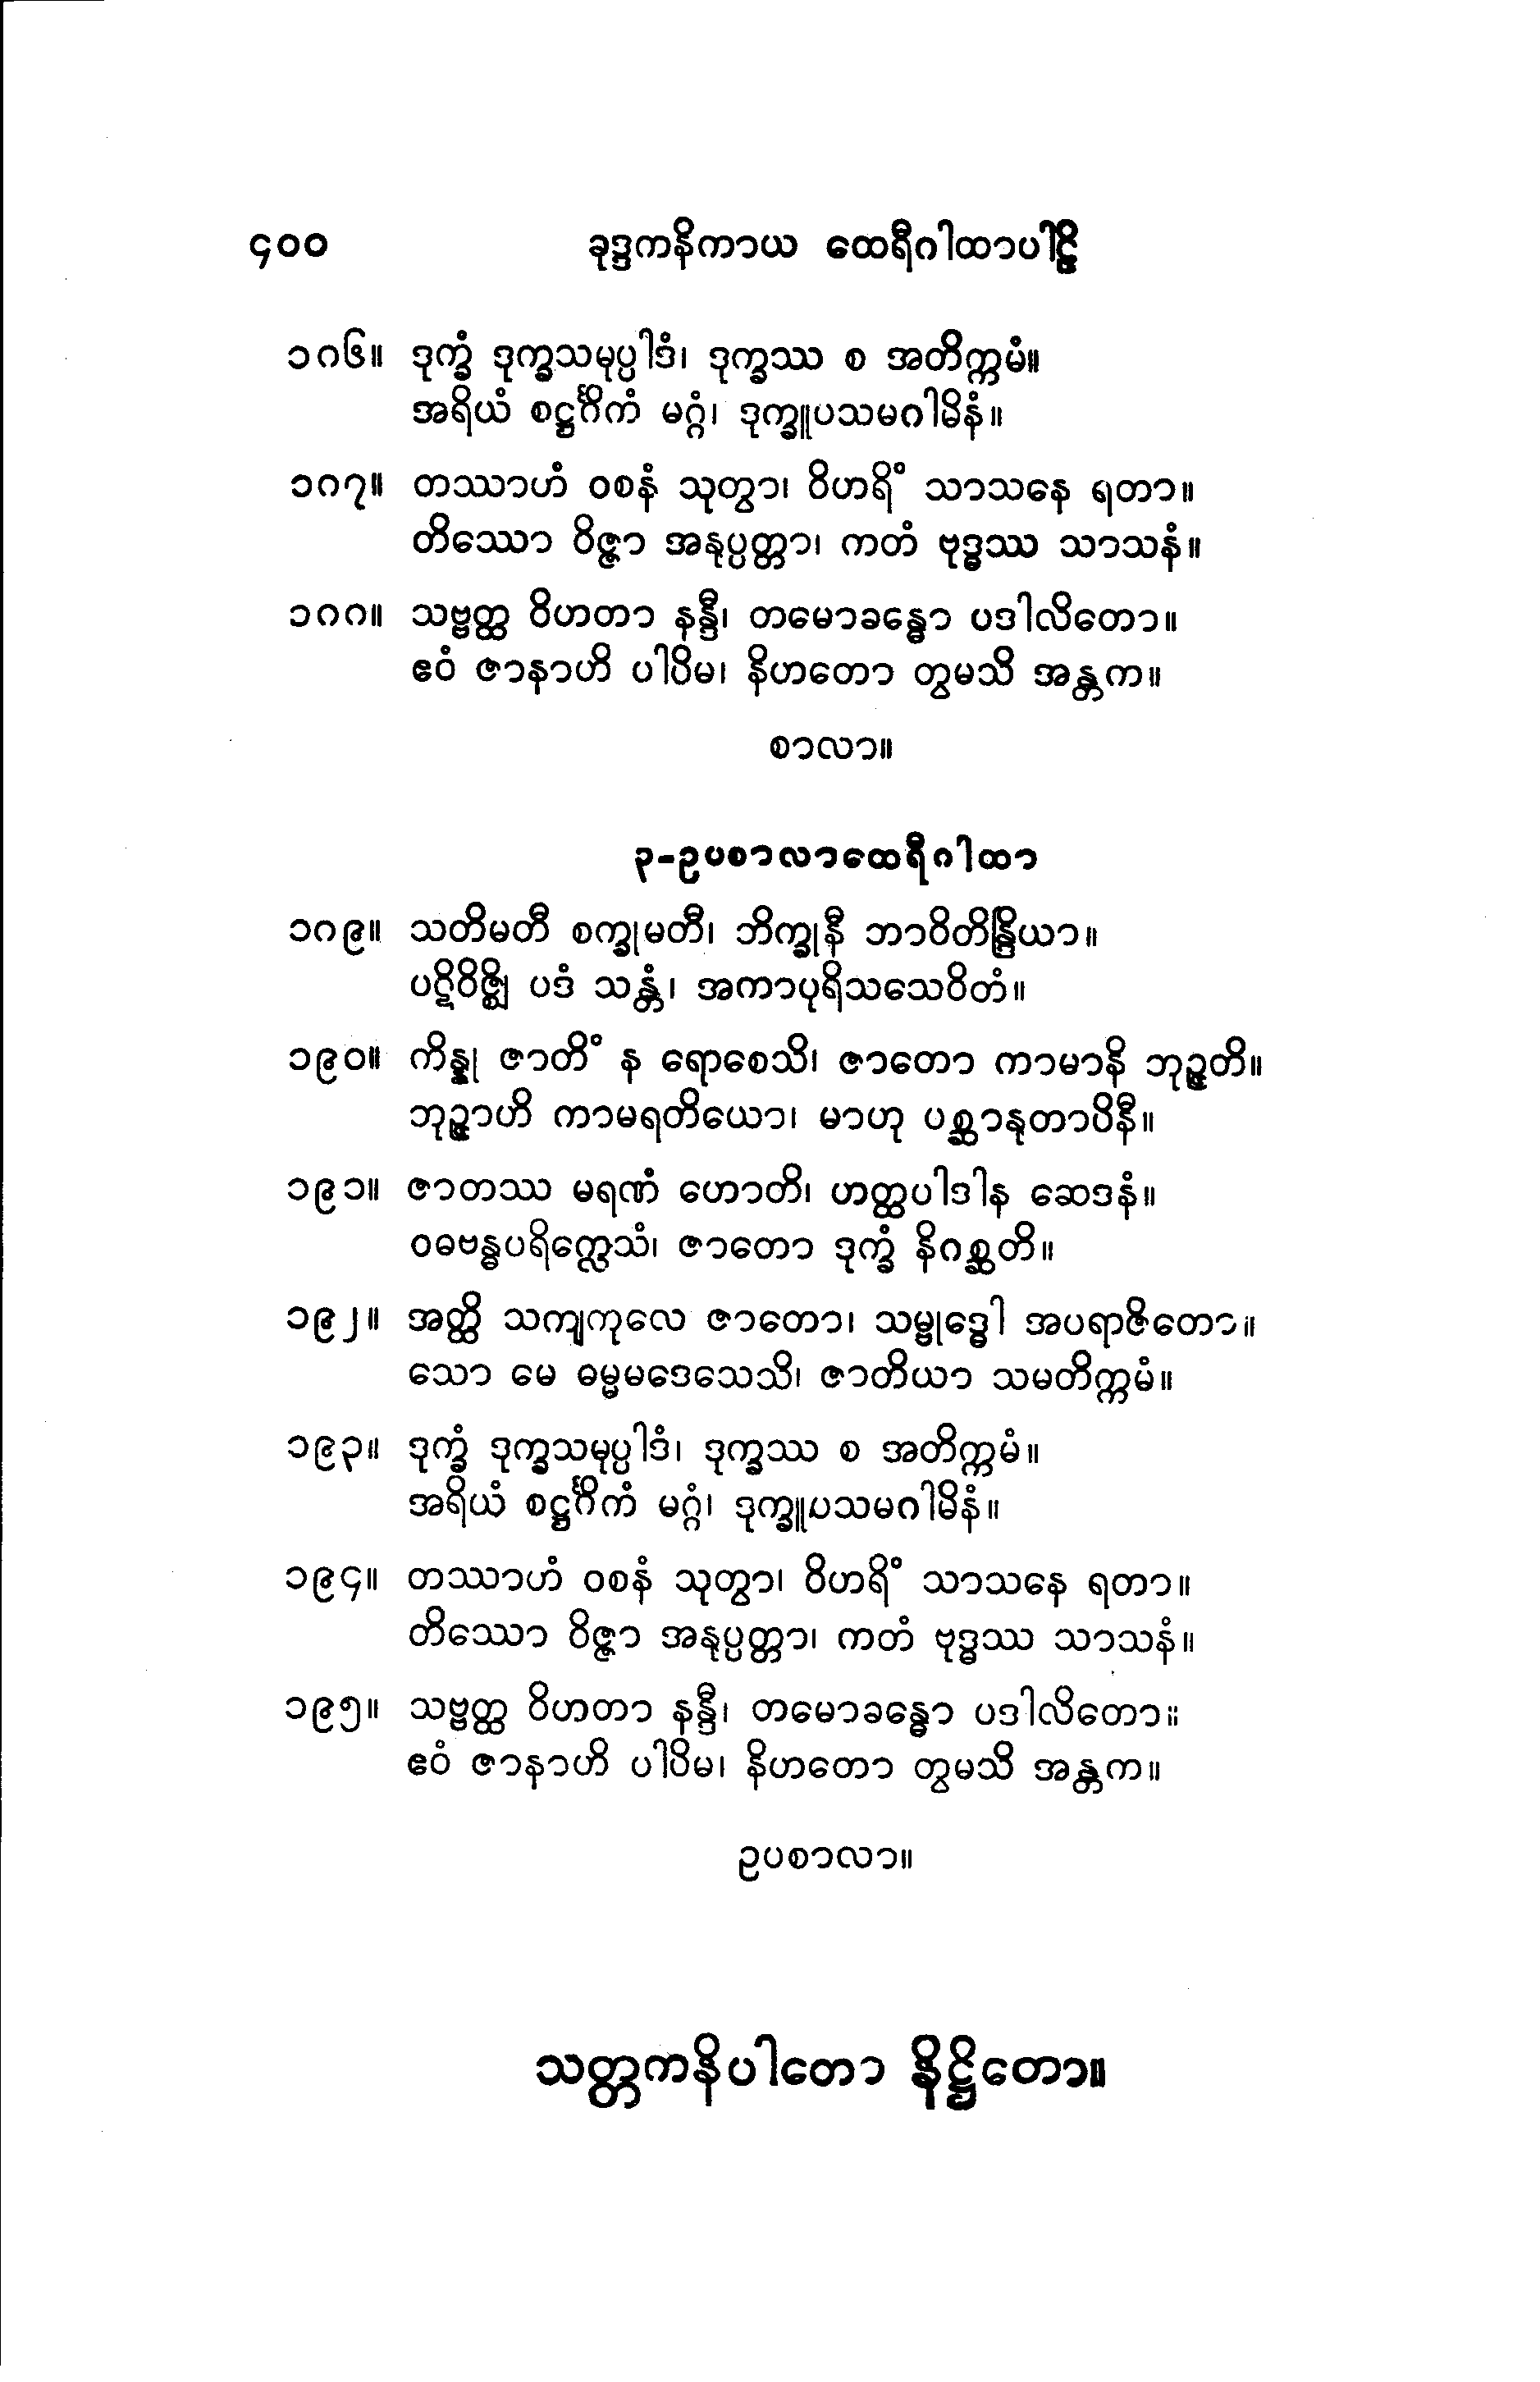 ၄၀၀ ခုဒ္ဒကနိကာယ ထေရီဂါထာပါဠိ
၁၈၆။ ဒုက္ခံ ဒုက္ခသမုပ္ပါဒံ၊ ဒုက္ခဿ စ အတိက္ကမံ။
အရိယံ စဋ္ဌင်္ဂိကံ မဂ္ဂံ၊ ဒုက္ခူပသမဂါမိနံ။
၁၈၇။ တဿာဟံ ဝစနံ သုတွာ၊ ဝိဟရိံ သာသနေ ရတာ။
တိဿော ဝိဇ္ဇာ အနုပ္ပတ္တာ၊ ကတံ ဗုဒ္ဓဿ သာသနံ။
၁၈၈။ သဗ္ဗတ္ထ ဝိဟတာ နန္ဒီ၊ တမောခန္ဓော ပဒါလိတော။
ဧဝံ ဇာနာဟိ ပါပိမ၊ နိဟတော တွမသိ အန္တက။
စာလာ။
၃-ဥပစာလာထေရီဂါထာ
၁၈၉။ သတိမတီ စက္ခုမတီ၊ ဘိက္ခုနီ ဘာဝိတိန္ဒြိယာ။
ပဋိဝိဇ္ဈိ ပဒံ သန္တံ၊ အကာပုရိသသေဝိတံ။
၁၉၀။ ကိန္နု ဇာတိံ န ရောစေသိ၊ ဇာတော ကာမာနိ ဘုဉ္ဇတိ။
ဘုဉ္ဇာဟိ ကာမရတိယော၊ မာဟု ပစ္ဆာနုတာပိနီ။
၁၉၁။ ဇာတဿ မရဏံ ဟောတိ၊ ဟတ္ထပါဒါန ဆေဒနံ။
ဝဓဗန္ဓပရိက္လေသံ၊ ဇာတော ဒုက္ခံ နိဂစ္ဆတိ။
၁၉၂။ အတ္ထိ သကျကုလေ ဇာတော၊ သမ္ဗုဒ္ဓေါ အပရာဇိတော။
သော မေ ဓမ္မမဒေသေသိ၊ ဇာတိယာ သမတိက္ကမံ။
၁၉၃။ ဒုက္ခံ ဒုက္ခသမုပ္ပါဒံ၊ ဒုက္ခဿ စ အတိက္ကမံ။
အရိယံ စဋ္ဌင်္ဂိကံ မဂ္ဂံ၊ ဒုက္ခူပသမဂါမိနံ။
၁၉၄။ တဿာဟံ ဝစနံ သုတွာ၊ ဝိဟရိံ သာသနေ ရတာ။
တိဿော ဝိဇ္ဇာ အနုပ္ပတ္တာ၊ ကတံ ဗုဒ္ဓဿ သာသနံ။
၁၉၅။ သဗ္ဗတ္ထ ဝိဟတာ နန္ဒီ၊ တမောခန္ဓော ပဒါလိတော။
ဧဝံ ဇာနာဟိ ပါပိမ၊ နိဟတော တွမသိ အန္တက။
ဥပစာလာ။
သတ္တကနိပါတော နိဋ္ဌိတော။